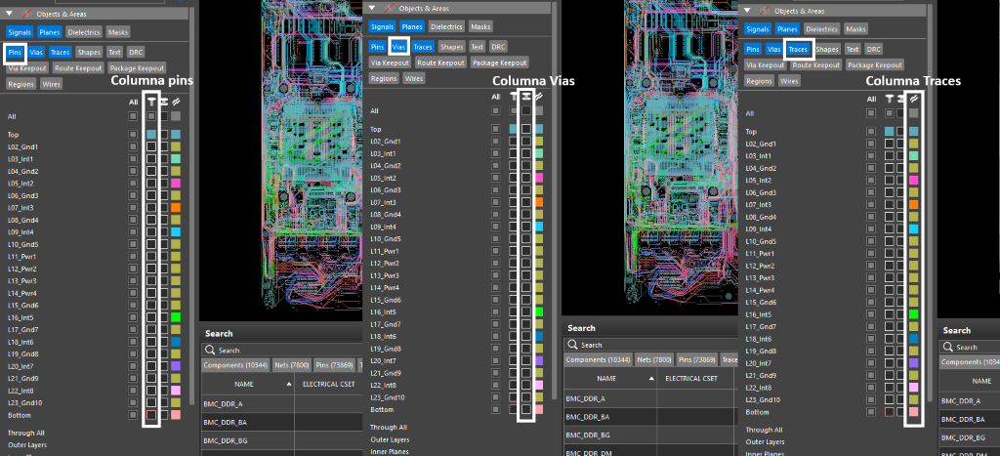 Objects & Areas
Signals Planes Dielectrics Masks
Pins Vias Traces Shapes Text DRC
Via Keepout Route Keepout Package Keepout
Regions Wires
Columna pins
All
All
Top
L02_Gnd1
L03_Int1
L04_Gnd2
L05_Int2
L06_Gnd3
L07_Int3
L08_Gnd4
L09_Int4
L10_Gnd5
L11_Pwr1
L12_Pwr2
L13_Pwr3
L14_Pwr4
L15_Gnd6
L16_Int5
L17_Gnd7
L18_Int6
L19_Gnd8
L20_Int7
L21_Gnd9
L22_Int8
L23_Gnd10
Bottom
Through All
Outer Layers
Search
Search
Components (10344) Nets (7800) Pins (73869)
NAME ELECTRICAL CSET
BMC_DDR_A
BMC_DDR_BA
BMC_DDR_BG
Objects & Areas
Signals Planes Dielectrics Masks
Pins Vias Traces Shapes Text DRC
Via Keepout Route Keepout Package Keepout
Regions Wires
Columna Vias
All
All
Top
L02_Gnd1
L03_Int1
L04_Gnd2
L05_Int2
L06_Gnd3
L07_Int3
L08_Gnd4
L09_Int4
L10_Gnd5
L11_Pwr1
L12_Pwr2
L13_Pwr3
L14_Pwr4
L15_Gnd6
L16_Int5
L17_Gnd7
L18_Int6
L19_Gnd8
L20_Int7
L21_Gnd9
L22_Int8
L23_Gnd10
Bottom
Through All
Outer Layers
Inner Planes
Search
Search
Components (10344) Nets (7800) Pins (73869) Trace
NAME ELECTRICAL CSET
BMC_DDR_A
BMC_DDR_BA
BMC_DDR_BG
BMC_DDR_DM
Objects & Areas
Signals Planes Dielectrics Masks
Pins Vias Traces Shapes Text DRC
Via Keepout Route Keepout Package Keepout
Regions Wires
Columna Traces
All
All
Top
L02_Gnd1
L03_Int1
L04_Gnd2
L05_Int2
L06_Gnd3
L07_Int3
L08_Gnd4
L09_Int4
L10_Gnd5
L11_Pwr1
L12_Pwr2
L13_Pwr3
L14_Pwr4
L15_Gnd6
L16_Int5
L17_Gnd7
L18_Int6
L19_Gnd8
L20_Int7
L21_Gnd9
L22_Int8
L23_Gnd10
Bottom
Through All
Outer Layers
Inner Planes
Search
Search
Components (1034
NAME
BMC_DDR_A
BMC_DDR_BA
BMC_DDR_BG